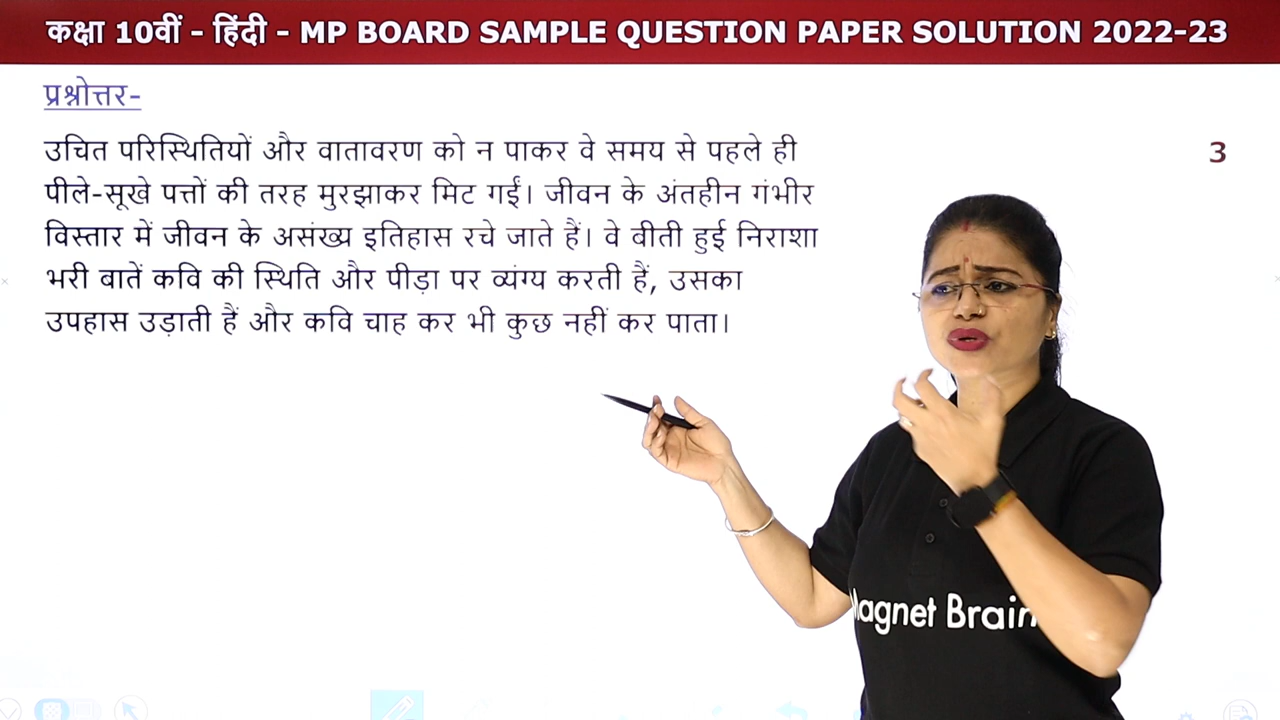 कक्षा 10वीं - हिंदी - MP BOARD SAMPLE QUESTION PAPER SOLUTION 2022-23
प्रश्नोत्तर-
उचित परिस्थितियों और वातावरण को न पाकर वे समय से पहले ही
3
पीले-सूखे पत्तों की तरह मुरझाकर मिट गईं। जीवन के अंतहीन गंभीर
विस्तार में जीवन के असंख्य इतिहास रचे जाते हैं। वे बीती हुई निराशा
भरी बातें कवि की स्थिति और पीड़ा पर व्यंग्य करती हैं, उसका
उपहास उड़ाती हैं और कवि चाह कर भी कुछ नहीं कर पाता।
Magnet Brain